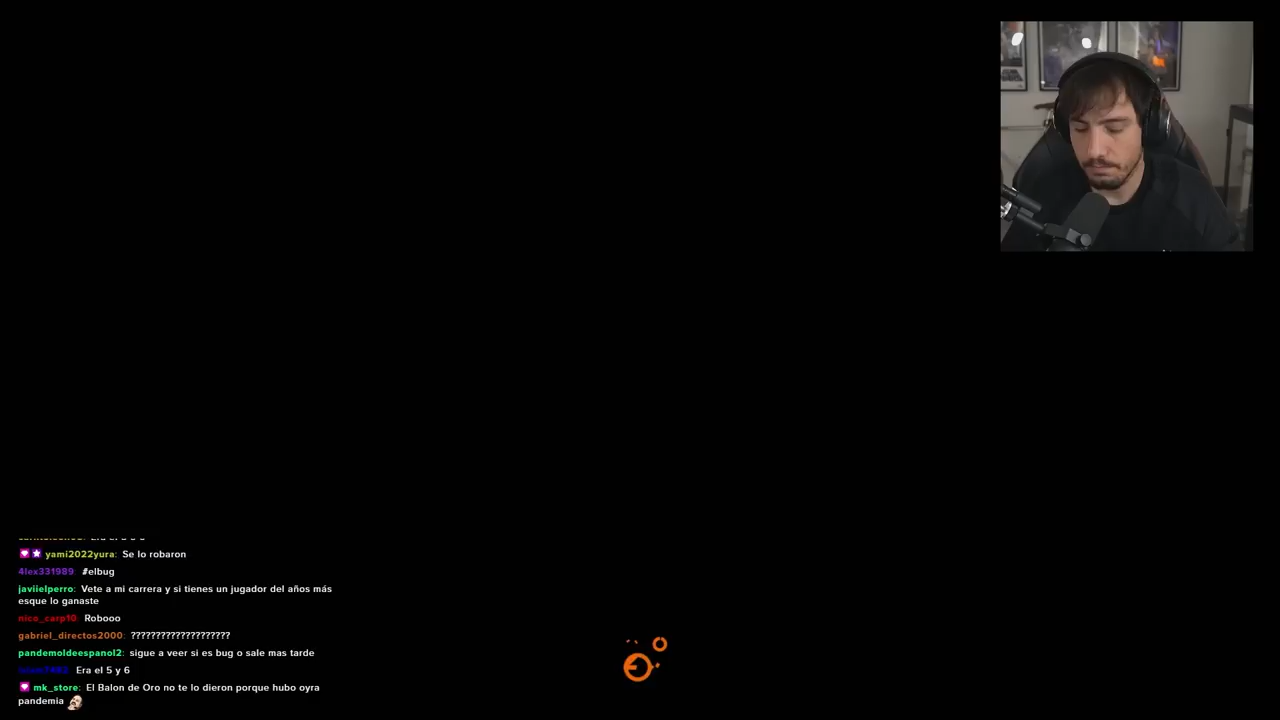 yami2022yura: Se lo robaron
4lex331989: #elbug
javiielperro: Vete a mi carrera y si tienes un jugador del años más
esque lo ganaste
nico_carp10: Robooo
gabriel_directos2000: ????????????????????
pandemoldeespanol2: sigue a veer si es bug o sale mas tarde
Era el 5 y 6
mk_store: El Balon de Oro no te lo dieron porque hubo oyra
pandemia